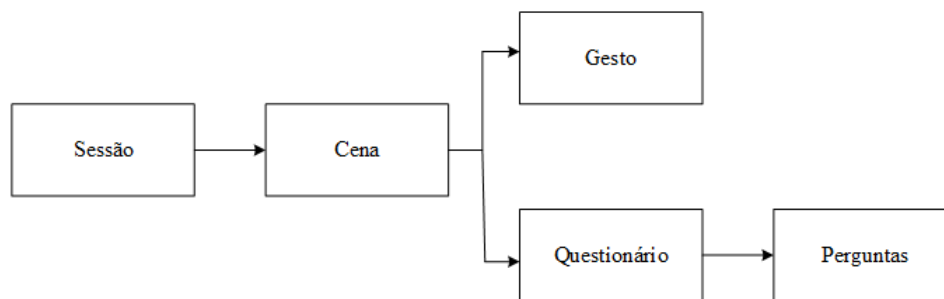 Gesto
Sessão
Cena
Questionário
Perguntas